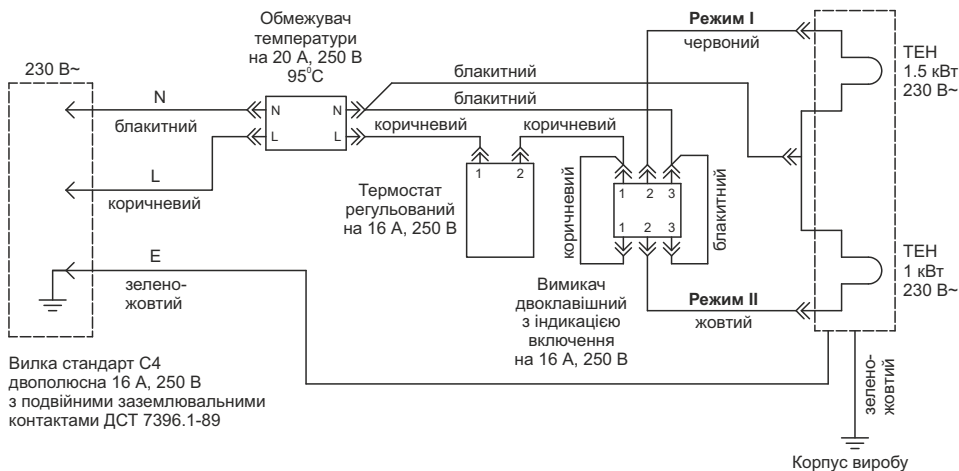 230 В~
N
блакитний
L
коричневий
E
зелено-
жовтий
Вилка стандарт С4
двополюсна 16 А, 250 В
з подвійними заземлювальними
контактами ДСТ 7396.1-89
Обмежувач
температури
на 20 А, 250 В
95°С
N N
L L
блакитний
блакитний
коричневий
коричневий
1 2
Термостат
регульований
на 16 А, 250 В
Режим I
червоний
коричневий
1 2 3
1 2 3
блакитний
Вимикач
двоклавішний
з індикацією
включення
на 16 А, 250 В
Режим II
жовтий
ТЕН
1.5 кВт
230 В~
ТЕН
1 кВт
230 В~
зелено-
жовтий
Корпус виробу